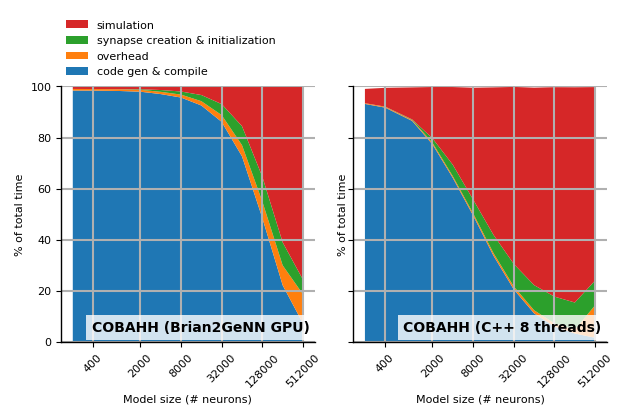 simulation
synapse creation & initialization
overhead
code gen & compile
100
80
60
40
20
0
% of total time
COBAHH (Brian2GeNN GPU)
400
2000
8000
32000
128000
512000
Model size (# neurons)
% of total time
COBAHH (C++ 8 threads)
400
2000
8000
32000
128000
512000
Model size (# neurons)